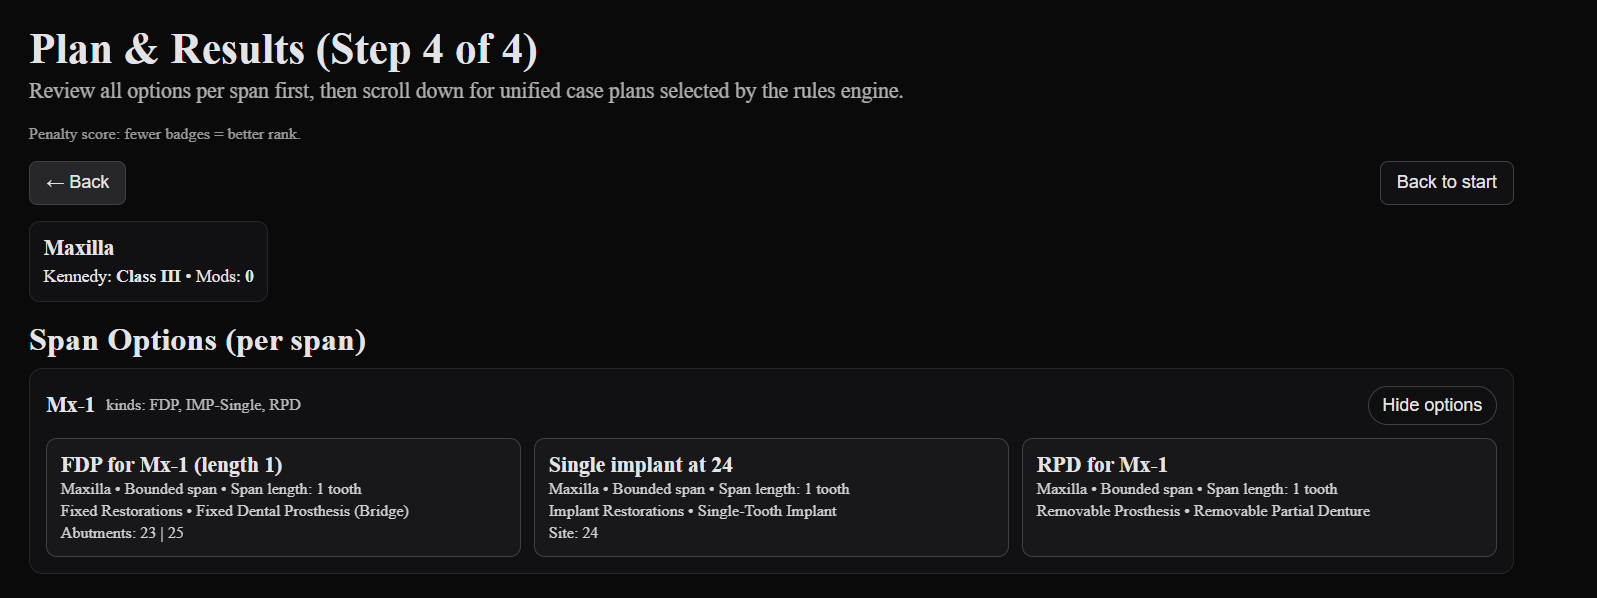 Plan & Results (Step 4 of 4)
Review all options per span first, then scroll down for unified case plans selected by the rules engine.
Penalty score: fewer badges = better rank.
← Back
Back to start
Maxilla
Kennedy: Class III • Mods: 0
Span Options (per span)
Mx-1 kinds: FDP, IMP-Single, RPD
Hide options
FDP for Mx-1 (length 1)
Maxilla • Bounded span • Span length: 1 tooth
Fixed Restorations • Fixed Dental Prosthesis (Bridge)
Abutments: 23 | 25
Single implant at 24
Maxilla • Bounded span • Span length: 1 tooth
Implant Restorations • Single-Tooth Implant
Site: 24
RPD for Mx-1
Maxilla • Bounded span • Span length: 1 tooth
Removable Prosthesis • Removable Partial Denture